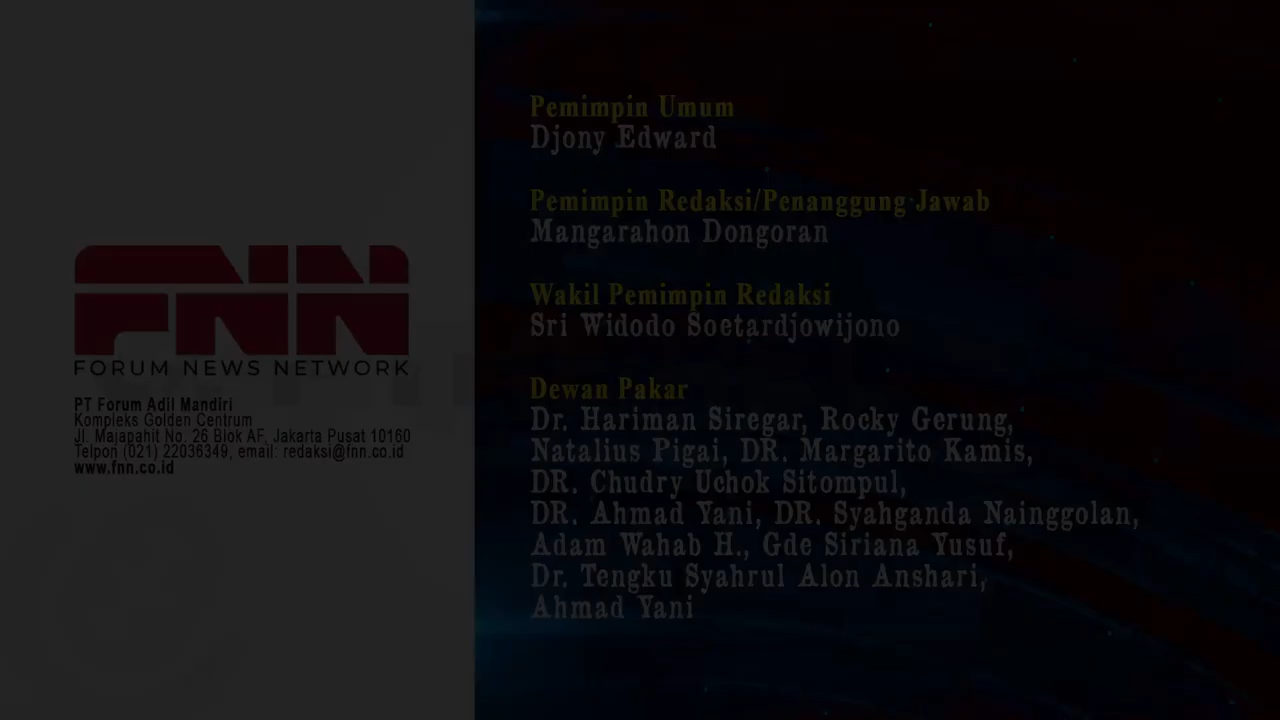 FNN
FORUM NEWS NETWORK
PT Forum Adil Mandiri
Kompleks Golden Centrum
Jl. Majapahit No. 26 Blok AF, Jakarta Pusat 10160
Telpon (021) 22036349, email: redaksi@fnn.co.id
www.fnn.co.id
Pemimpin Umum
Djony Edward
Pemimpin Redaksi/Penanggung Jawab
Mangarahon Dongoran
Wakil Pemimpin Redaksi
Sri Widodo Soetardjowijono
Dewan Pakar
Dr. Hariman Siregar, Rocky Gerung,
Natalius Pigai, DR. Margarito Kamis,
DR. Chudry Uchok Sitompul,
DR. Ahmad Yani, DR. Syahganda Nainggolan,
Adam Wahab H., Gde Siriana Yusuf,
Dr. Tengku Syahrul Alon Anshari,
Ahmad Yani